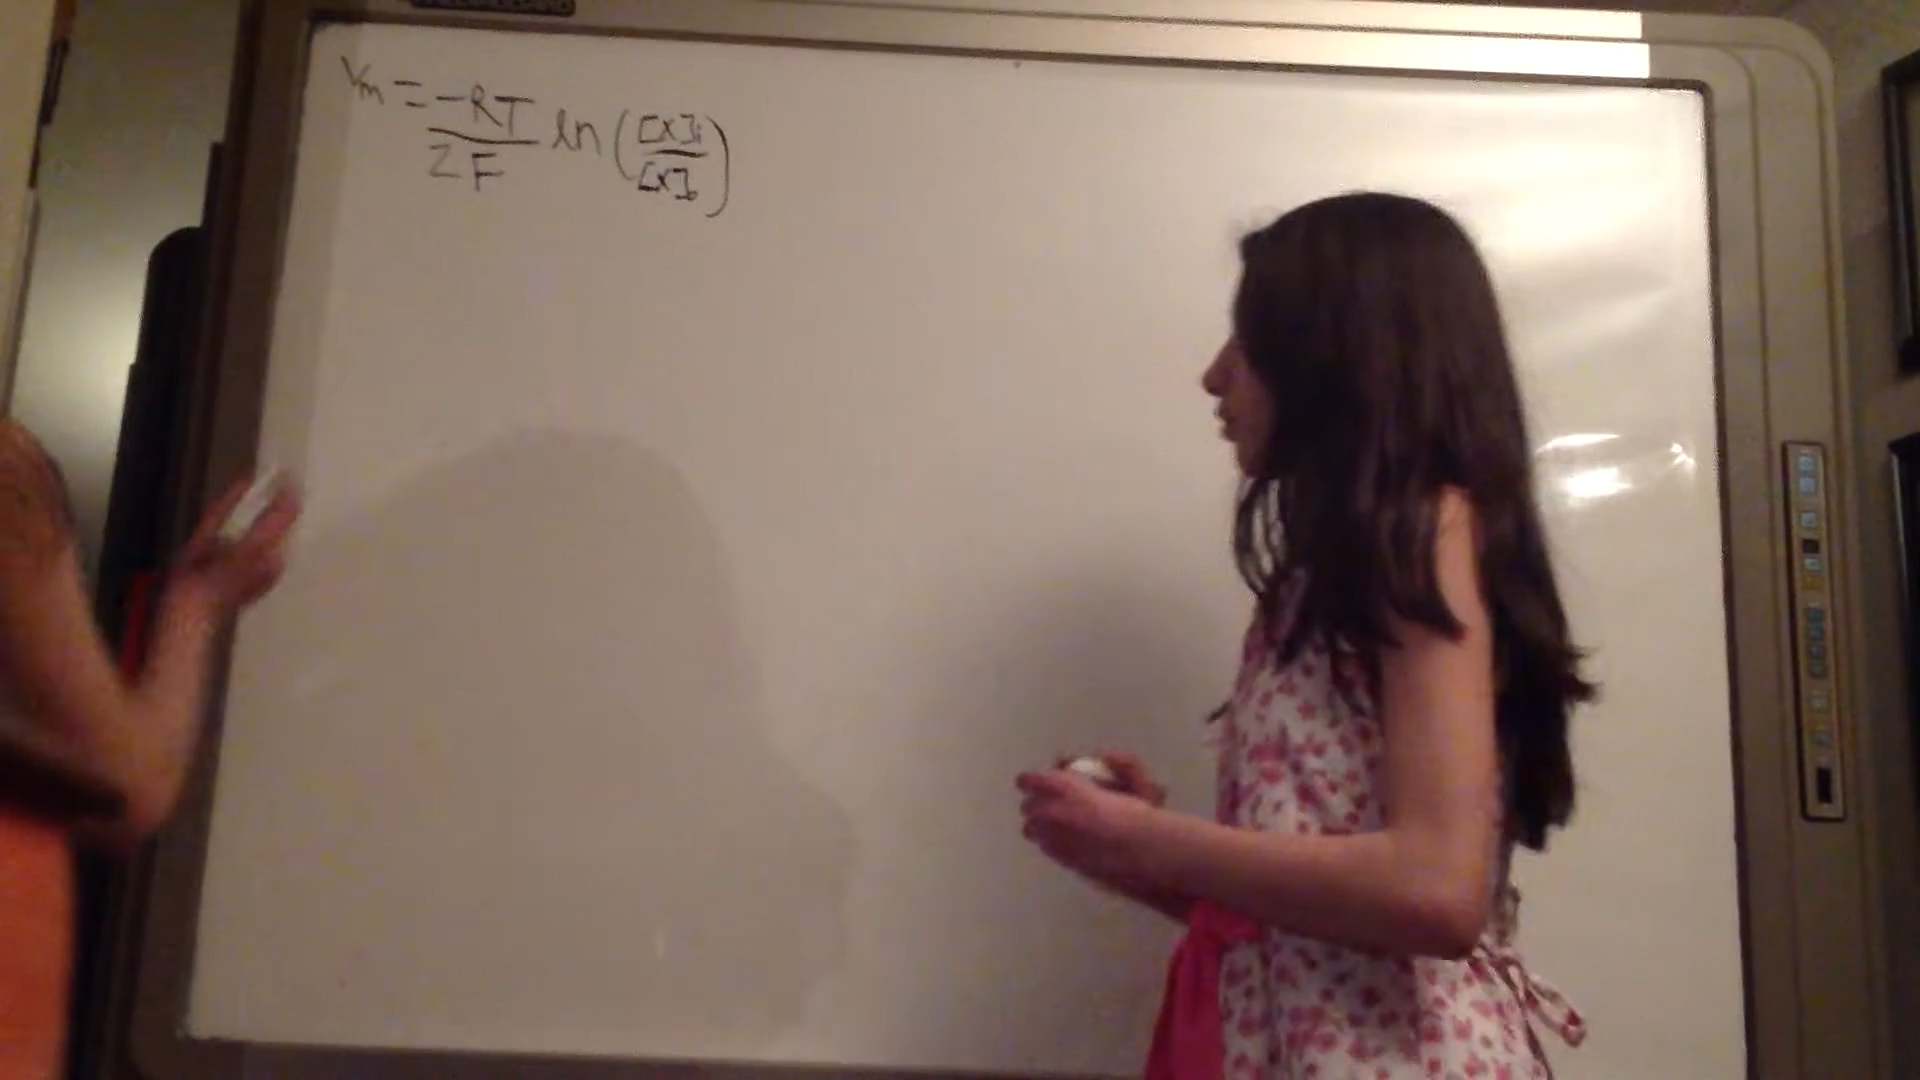 Vm = -RT/ZF ln([X]i/[X]o)